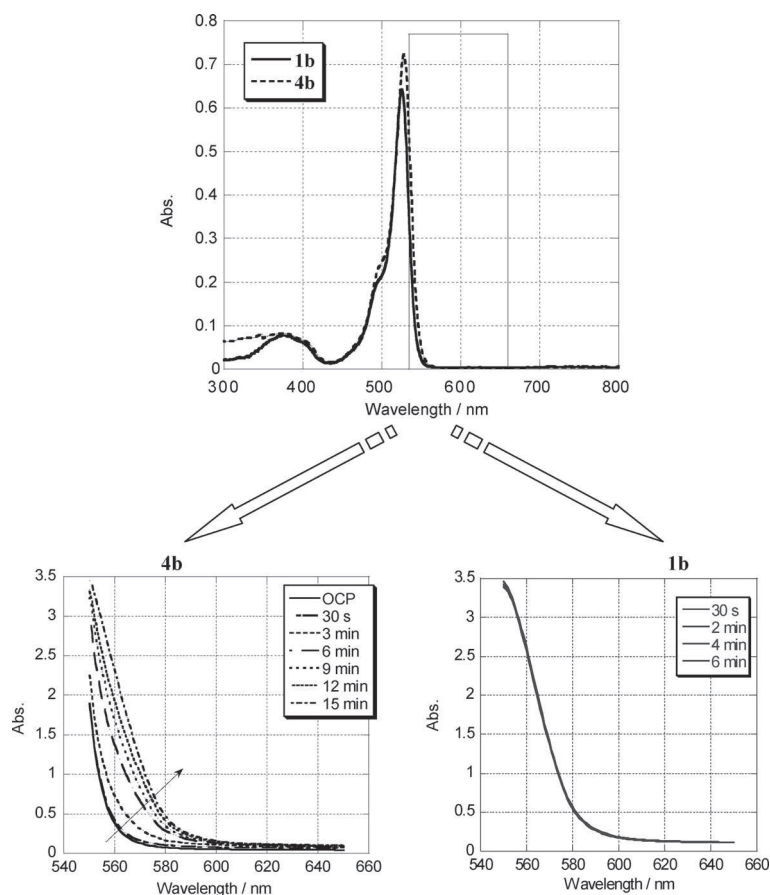 0.8
0.7
0.6
0.5
0.4
0.3
0.2
0.1
0
Abs.
1b
4b
300 400 500 600 700 800
Wavelength / nm
4b
3.5
3
2.5
2
1.5
1
0.5
0
Abs.
OCP
30 s
3 min
6 min
9 min
12 min
15 min
540 560 580 600 620 640 660
Wavelength / nm
1b
3.5
3.0
2.5
2.0
1.5
1.0
0.5
0
Abs.
30 s
2 min
4 min
6 min
540 560 580 600 620 640 660
Wavelength / nm